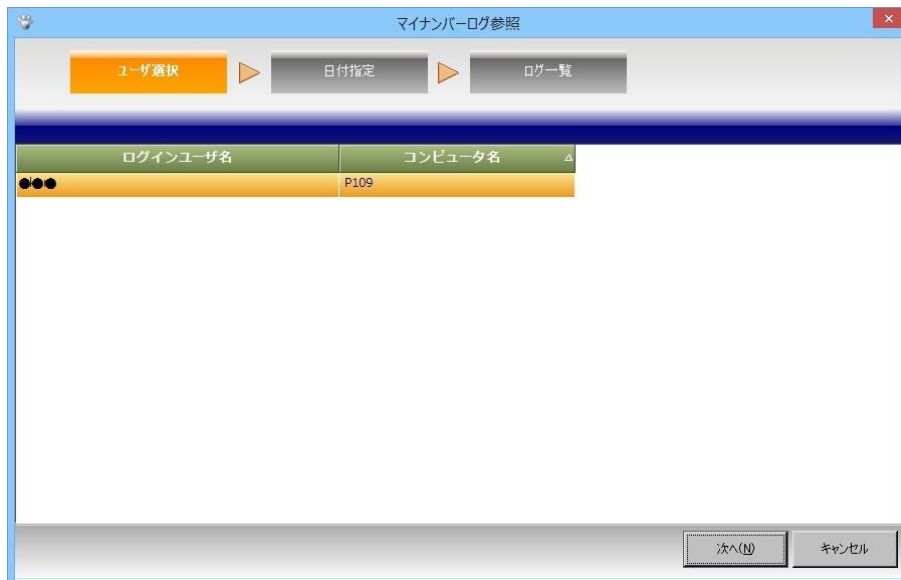 マイナンバーログ参照
ユーザ選択 日付指定 ログ一覧
ログインユーザ名 コンピュータ名
●●● P109
次へ(N) キャンセル